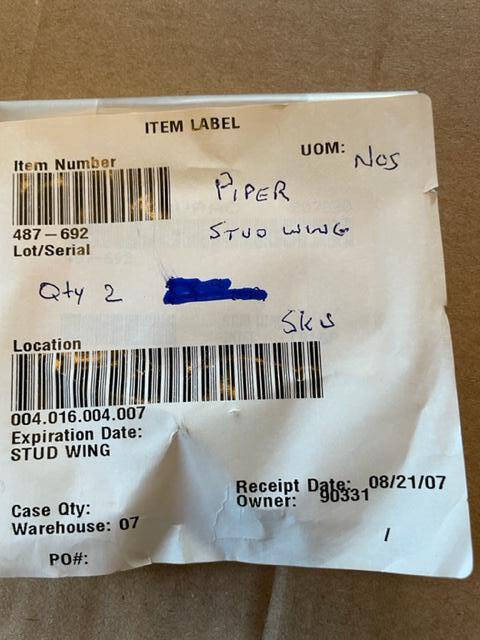 ITEM LABEL
Item Number
UOM: NOS
PIPER
487-692
STUD WING
Lot/Serial
Qty 2
SKU
Location
004.016.004.007
Expiration Date:
STUD WING
Receipt Date: 08/21/07
Owner: 90331
Case Qty:
Warehouse: 07
/
PO#: